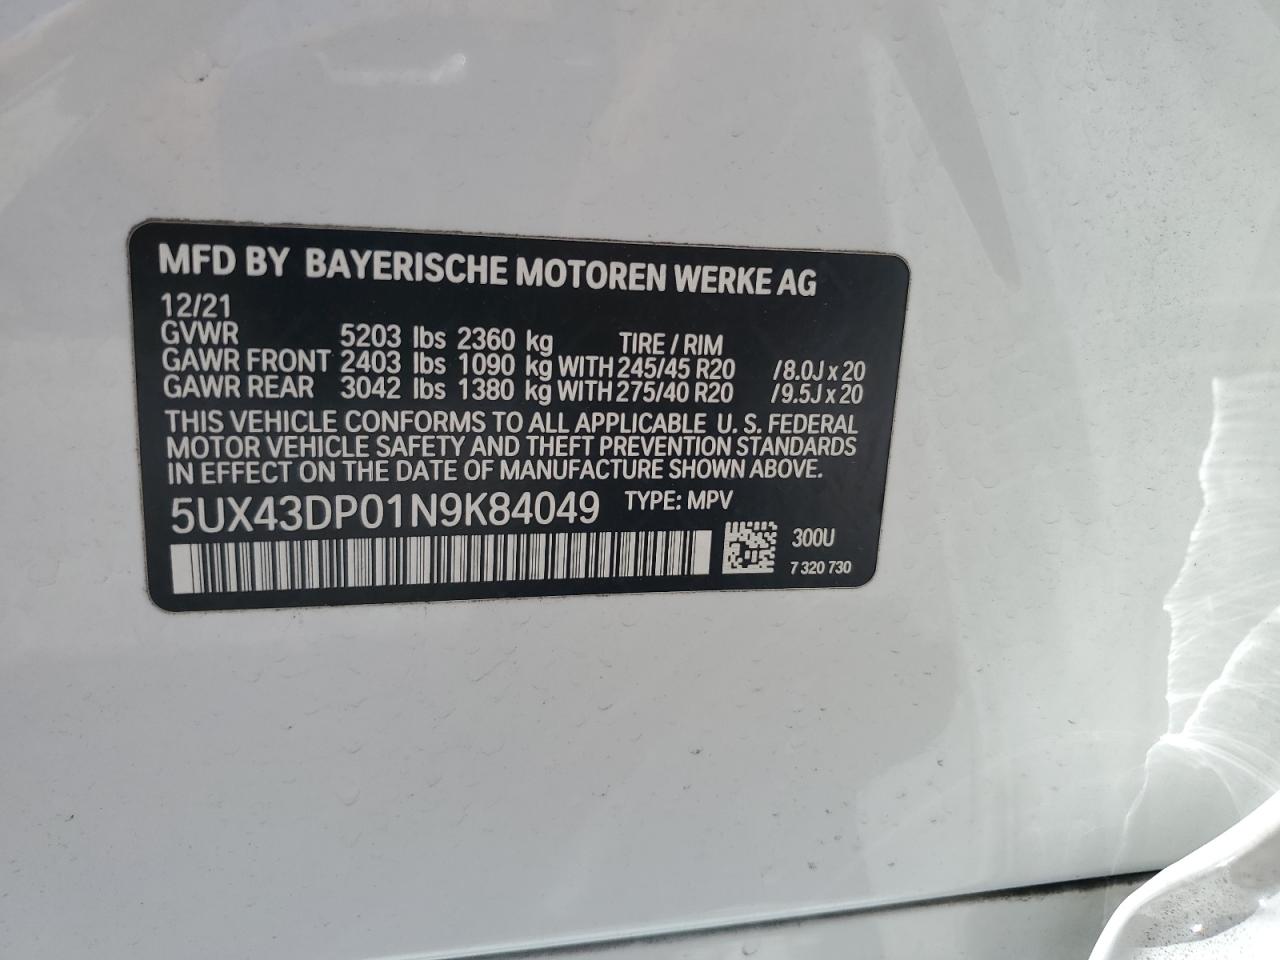 MFD BY BAYERISCHE MOTOREN WERKE AG
12/21
GVWR 5203 lbs 2360 kg TIRE / RIM
GAWR FRONT 2403 lbs 1090 kg WITH 245/45 R20 /8.0J x 20
GAWR REAR 3042 lbs 1380 kg WITH 275/40 R20 /9.5J x 20
THIS VEHICLE CONFORMS TO ALL APPLICABLE U. S. FEDERAL
MOTOR VEHICLE SAFETY AND THEFT PREVENTION STANDARDS
IN EFFECT ON THE DATE OF MANUFACTURE SHOWN ABOVE.
5UX43DP01N9K84049 TYPE: MPV
300U
7 320 730